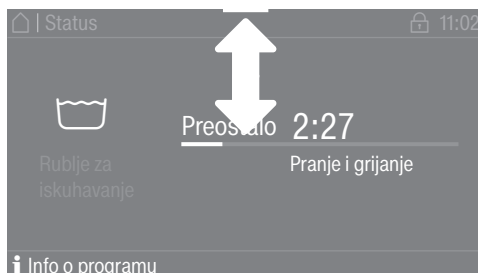 | Status
11:02
Preostalo 2:27
Rublje za
iskuhavanje
Pranje i grijanje
i Info o programu